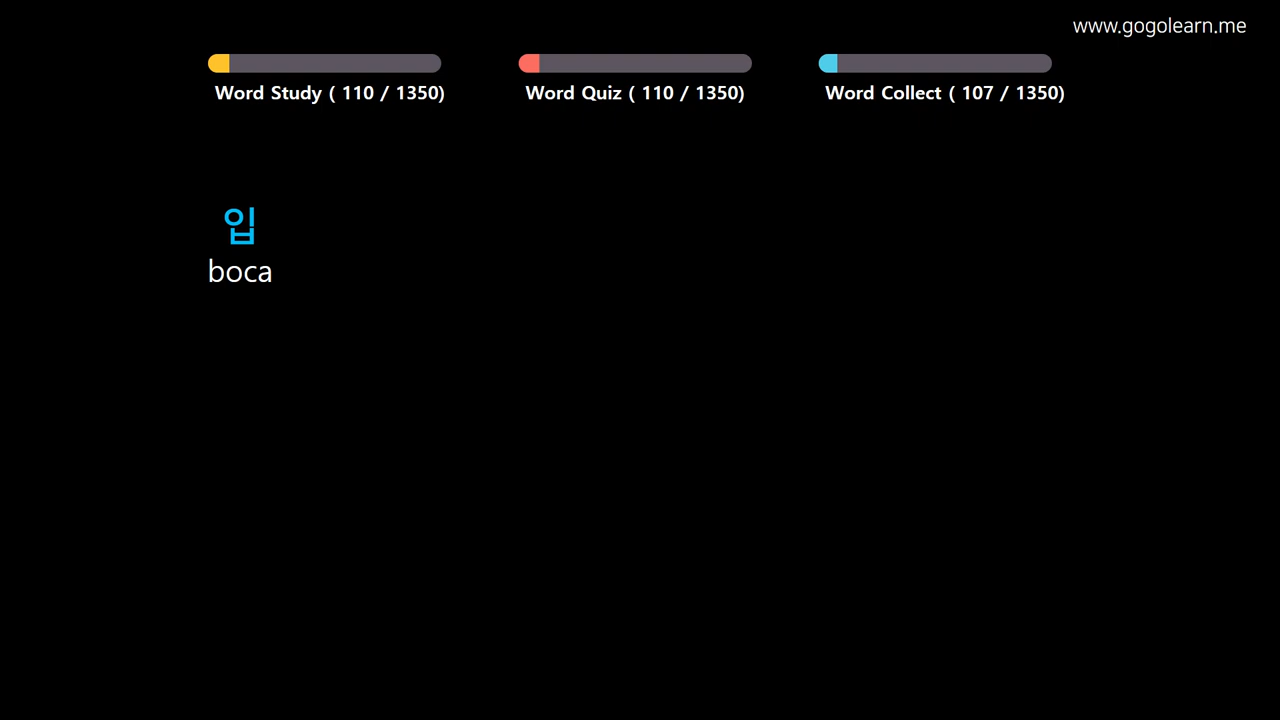 www.gogolearn.me
Word Study ( 110 / 1350)
Word Quiz ( 110 / 1350)
Word Collect ( 107 / 1350)
입
boca